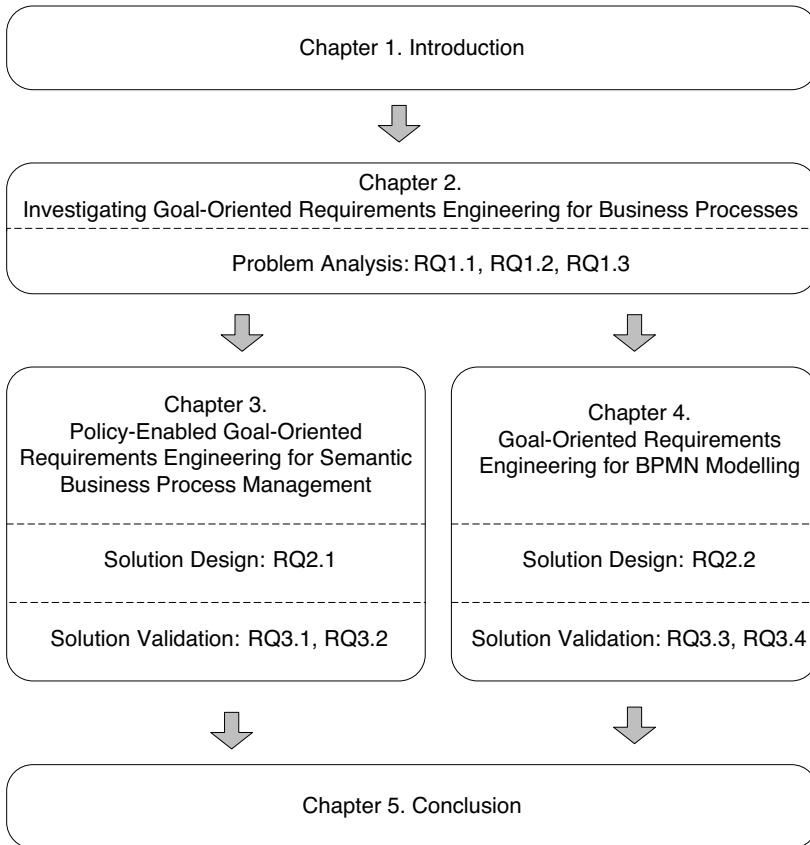 Chapter 1. Introduction
Chapter 2.
Investigating Goal-Oriented Requirements Engineering for Business Processes
Problem Analysis: RQ1.1, RQ1.2, RQ1.3
Chapter 3.
Policy-Enabled Goal-Oriented
Requirements Engineering for Semantic
Business Process Management
Solution Design: RQ2.1
Solution Validation: RQ3.1, RQ3.2
Chapter 4.
Goal-Oriented Requirements
Engineering for BPMN Modelling
Solution Design: RQ2.2
Solution Validation: RQ3.3, RQ3.4
Chapter 5. Conclusion